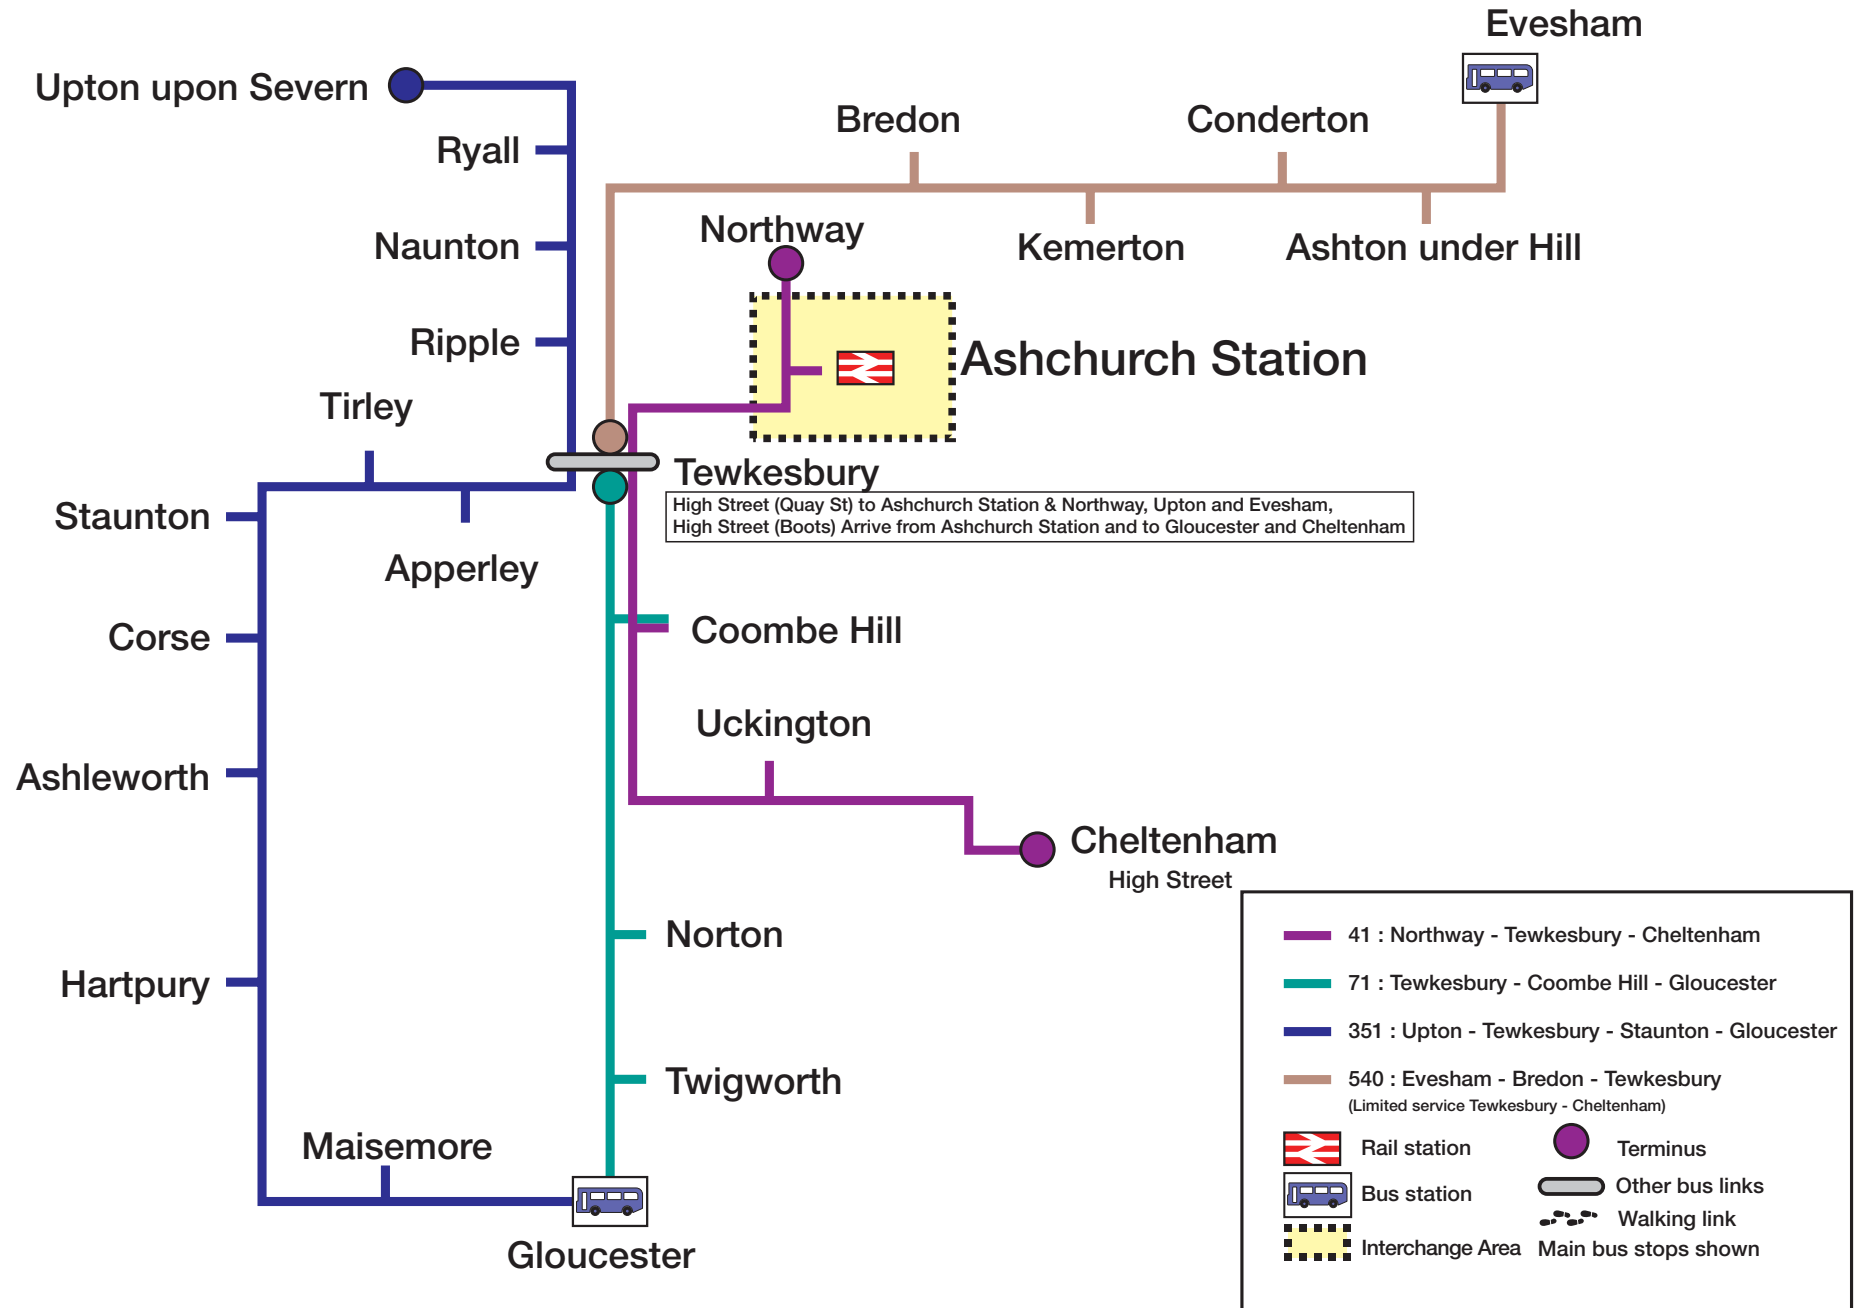 Evesham
Upton upon Severn
Bredon
Conderton
Ryall
Northway
Naunton
Kemerton
Ashton under Hill
Ripple
Ashchurch Station
Tirley
Tewkesbury
High Street (Quay St) to Ashchurch Station & Northway, Upton and Evesham,
High Street (Boots) Arrive from Ashchurch Station and to Gloucester and Cheltenham
Staunton
Apperley
Corse
Coombe Hill
Uckington
Ashleworth
Cheltenham
High Street
Norton
Hartpury
Twigworth
Maisemore
Gloucester
41 : Northway - Tewkesbury - Cheltenham
71 : Tewkesbury - Coombe Hill - Gloucester
351 : Upton - Tewkesbury - Staunton - Gloucester
540 : Evesham - Bredon - Tewkesbury
(Limited service Tewkesbury - Cheltenham)
Rail station
Terminus
Bus station
Other bus links
Walking link
Interchange Area
Main bus stops shown